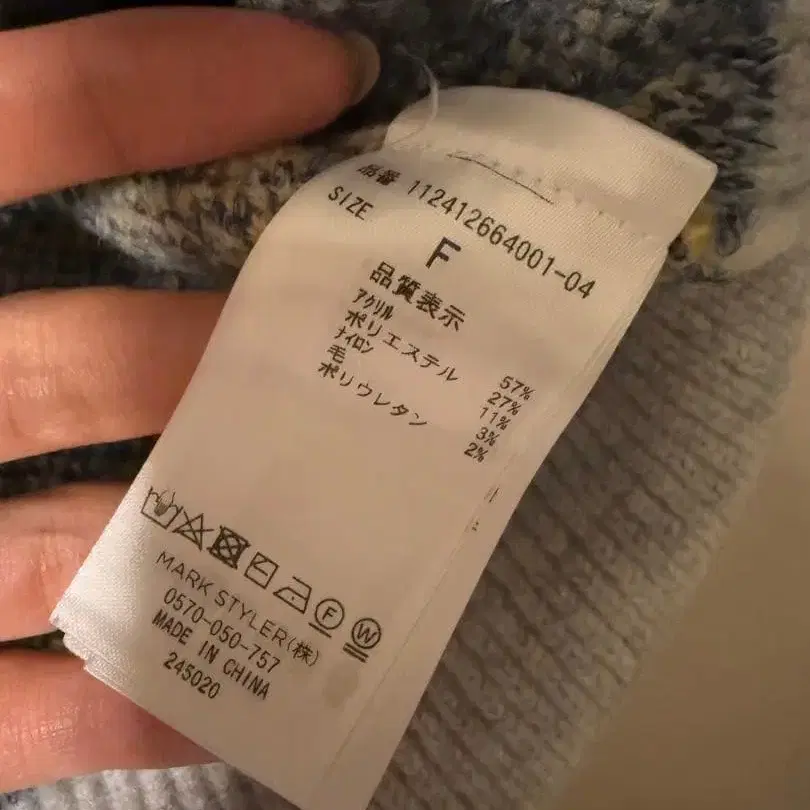 品番 112412664001-04
SIZE
F
品質表示
アクリル 57%
ポリエステル 27%
ナイロン 11%
毛 3%
ポリウレタン 2%
F W
MARK STYLER(株)
0570-050-757
MADE IN CHINA
245020